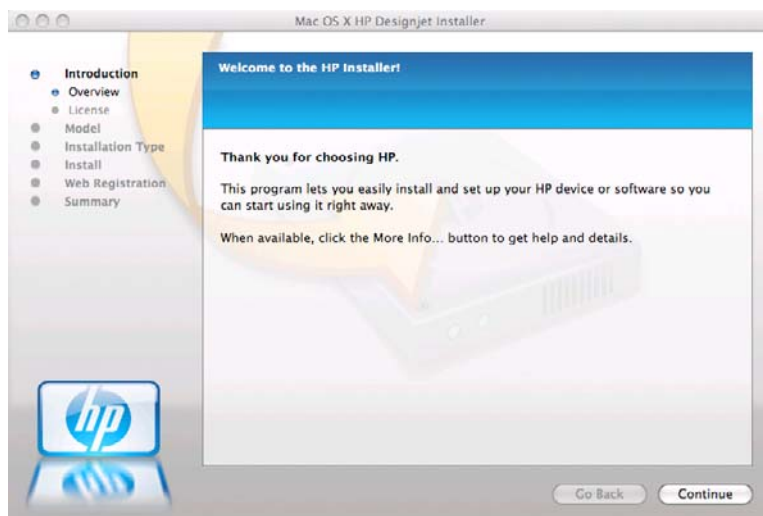 Mac OS X HP Designjet Installer
Introduction
Overview
License
Model
Installation Type
Install
Web Registration
Summary
Welcome to the HP Installer!
Thank you for choosing HP.
This program lets you easily install and set up your HP device or software so you
can start using it right away.
When available, click the More Info... button to get help and details.
hp
Go Back
Continue